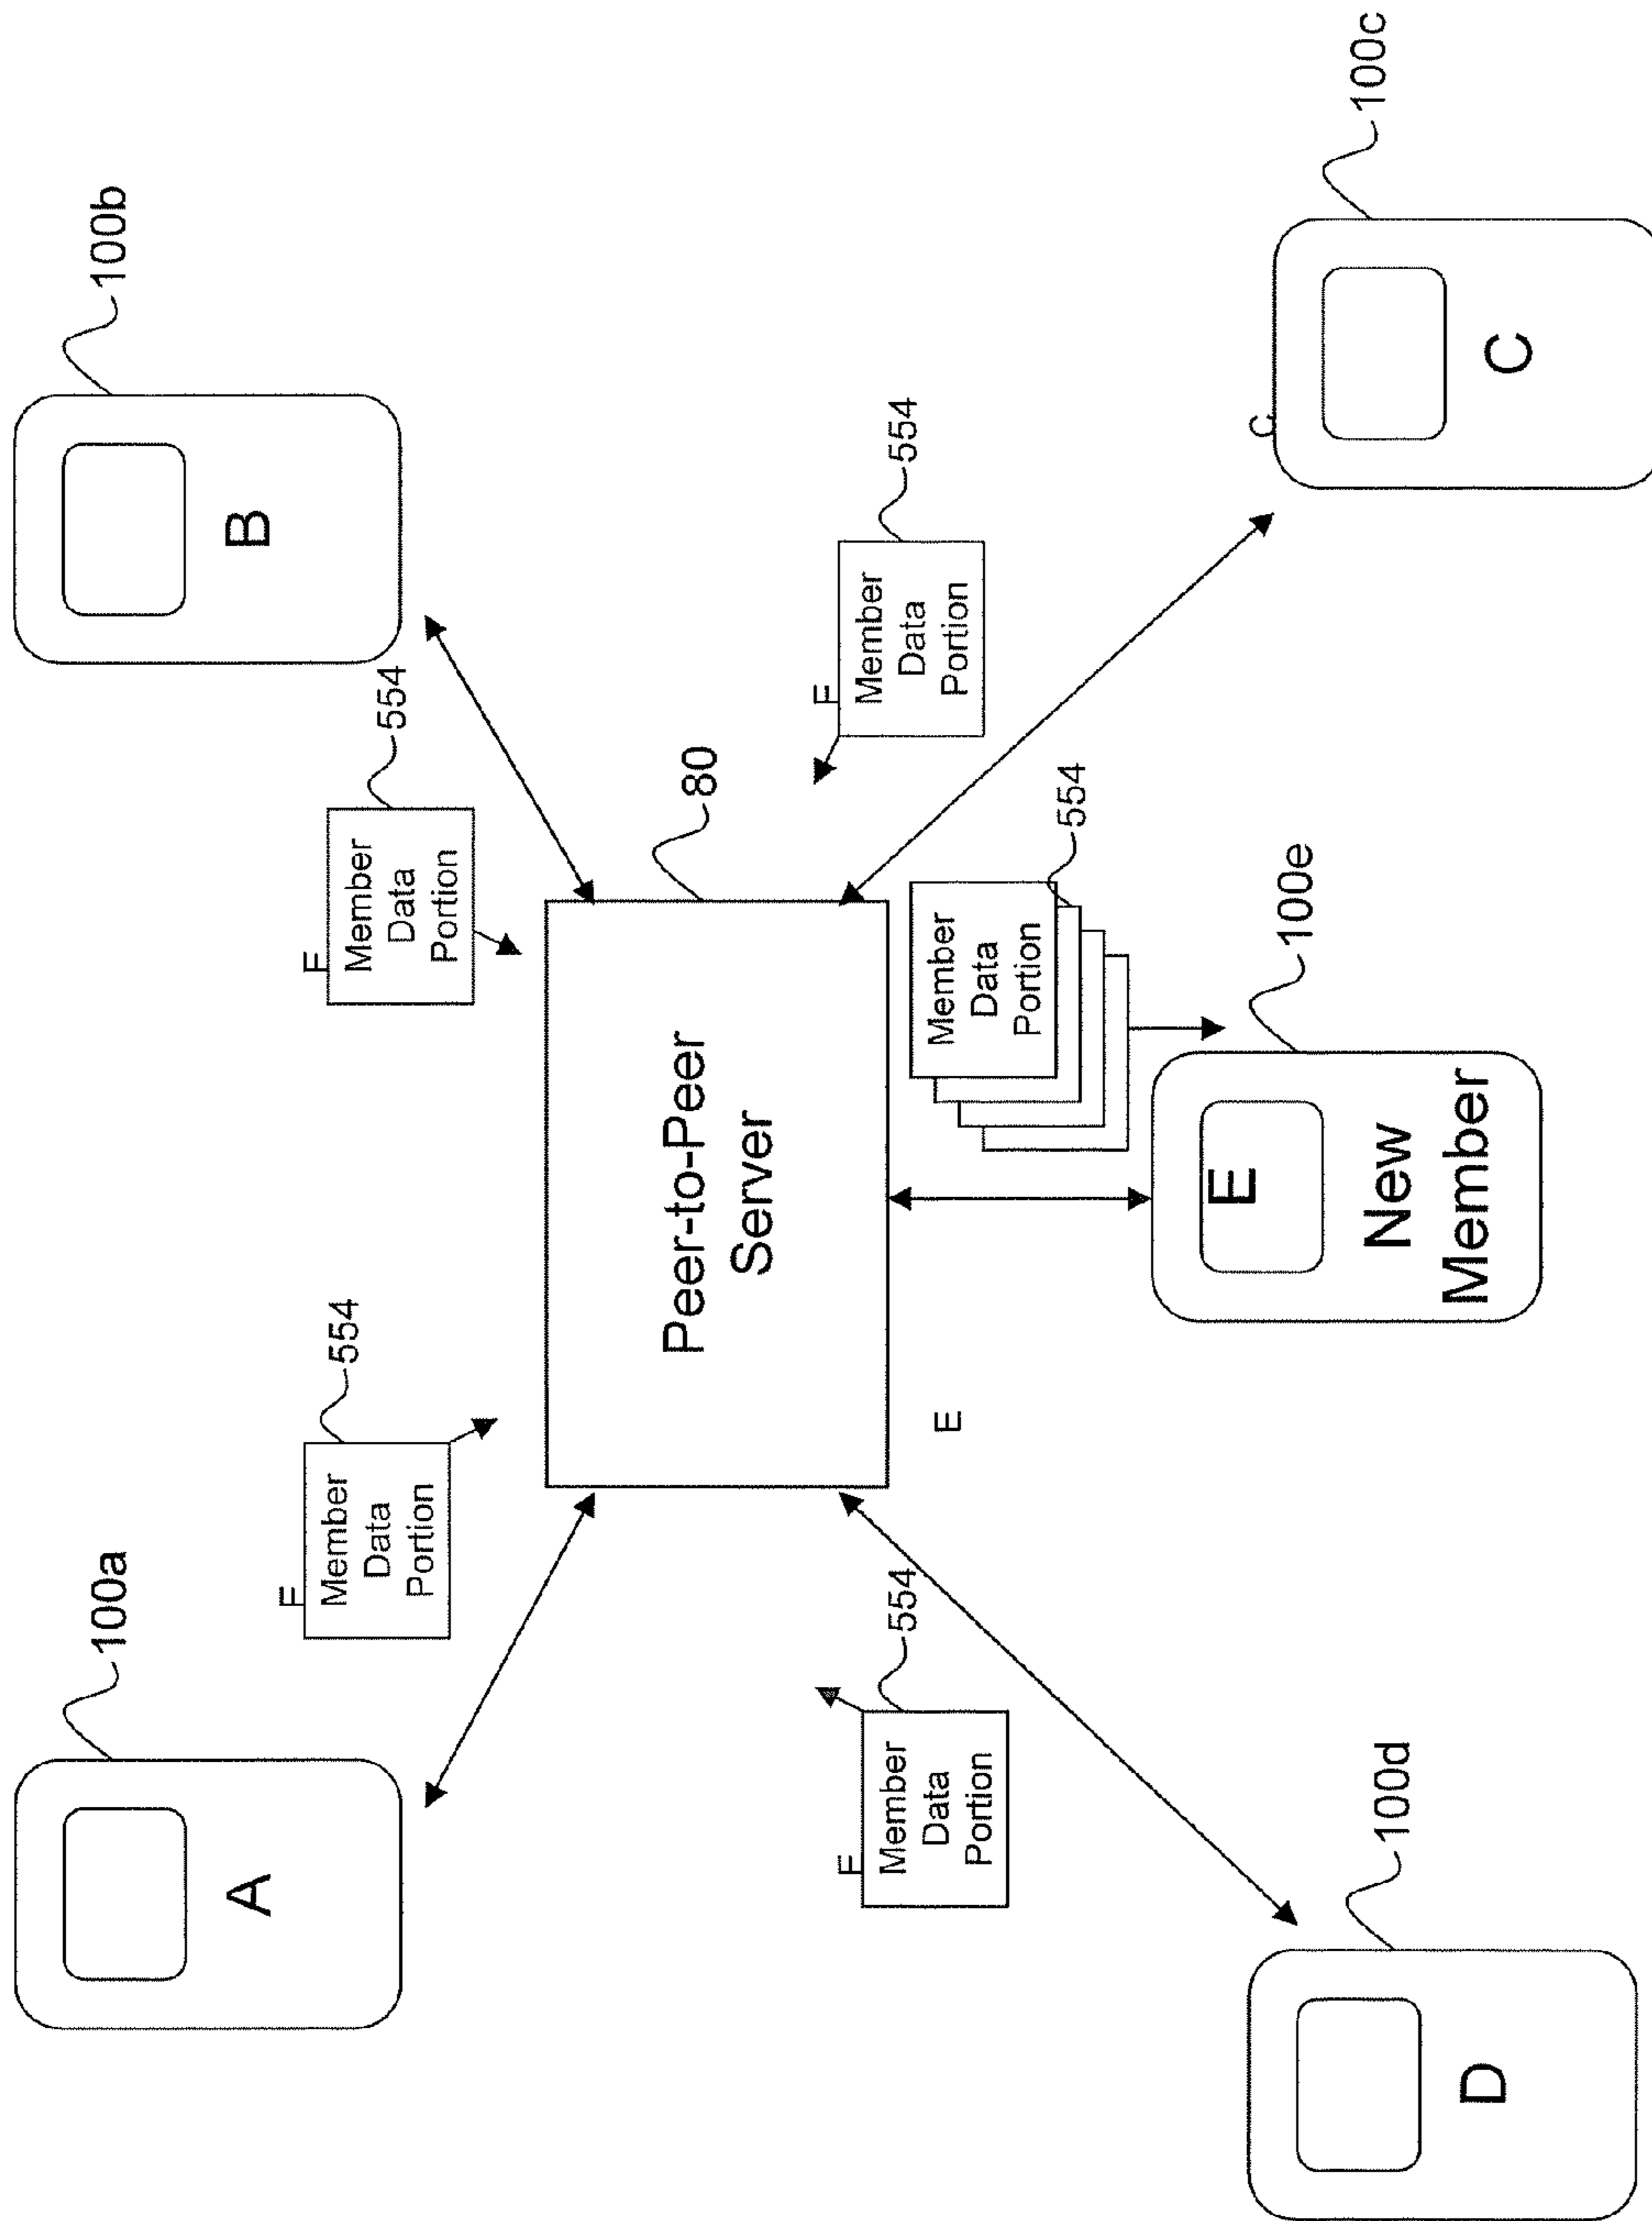 100a
100b
A
B
F
554
Member
Data
Portion
F
554
Member
Data
Portion
80
Peer-to-Peer
Server
F
554
Member
Data
Portion
F
554
Member
Data
Portion
E
Member
Data
Portion
554
100e
E
New
Member
100d
D
100c
C
C